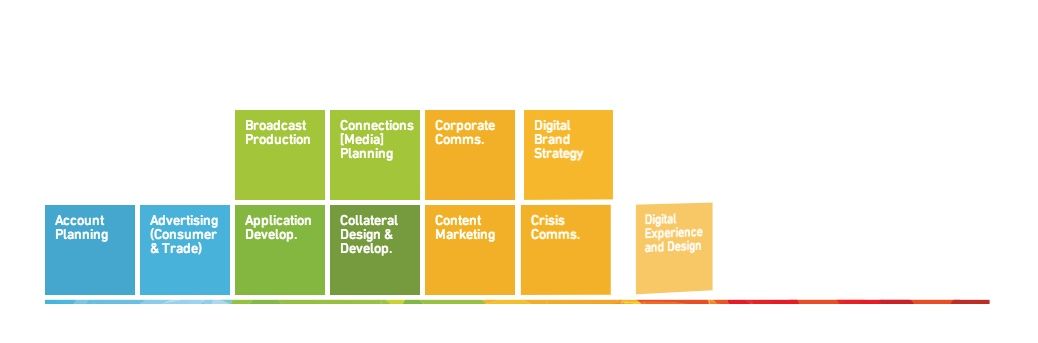 Broadcast
Production
Connections
[Media]
Planning
Corporate
Comms.
Digital
Brand
Strategy
Account
Planning
Advertising
(Consumer
& Trade)
Application
Develop.
Collateral
Design &
Develop.
Content
Marketing
Crisis
Comms.
Digital
Experience
and Design